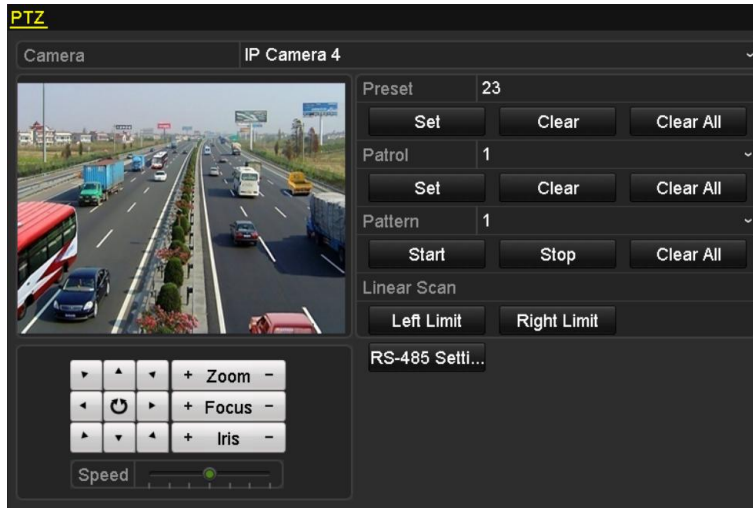 PTZ
Camera IP Camera 4
Preset 23
Set Clear Clear All
Patrol 1
Set Clear Clear All
Pattern 1
Start Stop Clear All
Linear Scan
Left Limit Right Limit
RS-485 Setti...
+ Zoom -
+ Focus -
+ Iris -
Speed